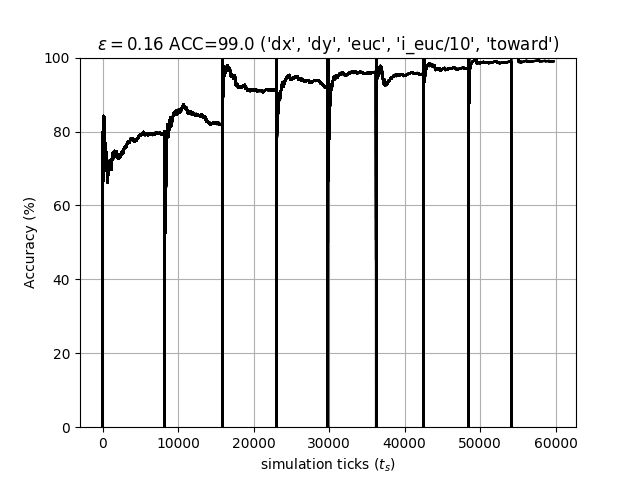 ε = 0.16 ACC=99.0 ('dx', 'dy', 'euc', 'i_euc/10', 'toward')
100
80
60
40
20
0
Accuracy (%)
0 10000 20000 30000 40000 50000 60000
simulation ticks (tₛ)